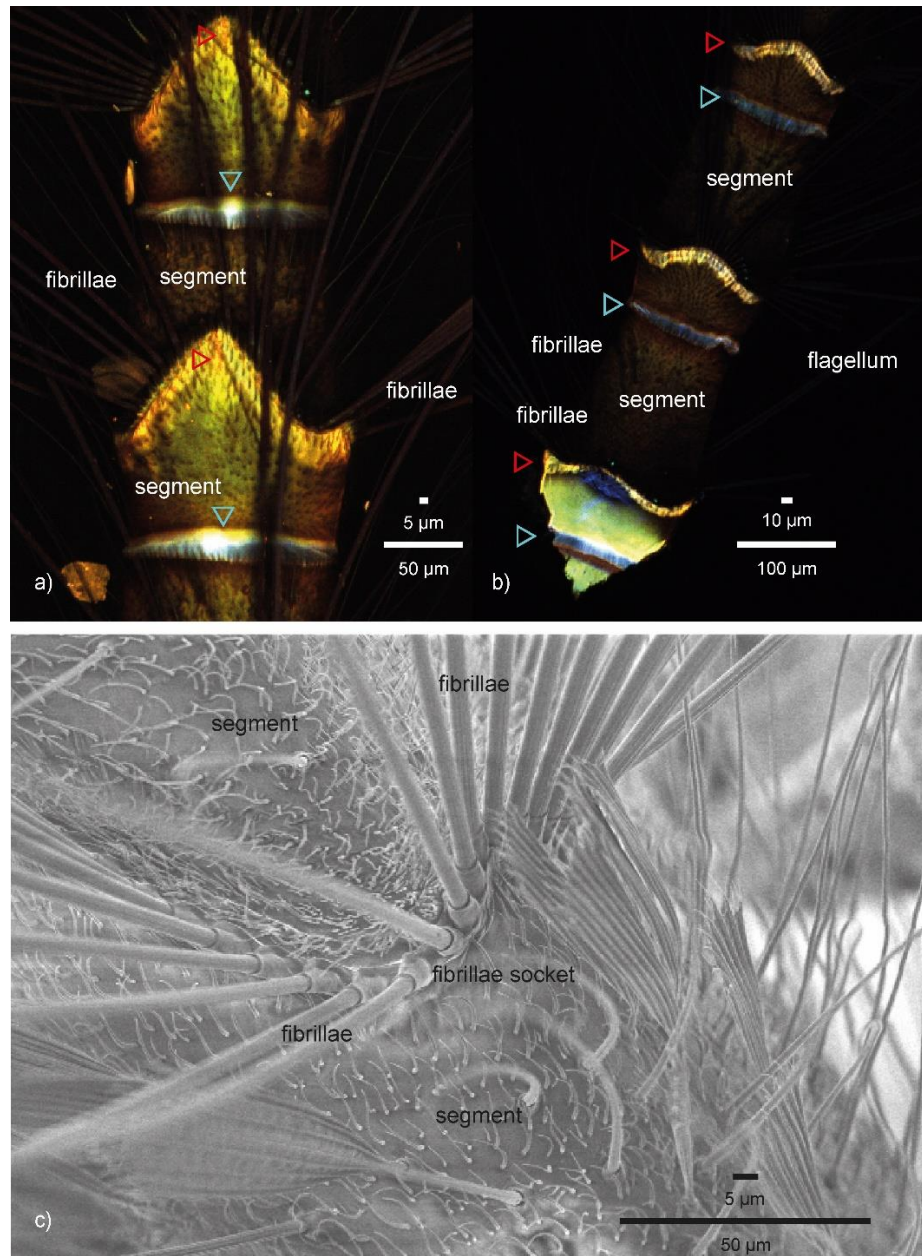 fibrillae
segment
fibrillae
segment
5 µm
50 µm
a)
segment
fibrillae
flagellum
segment
fibrillae
10 µm
100 µm
b)
fibrillae
segment
fibrillae socket
fibrillae
segment
5 µm
50 µm
c)